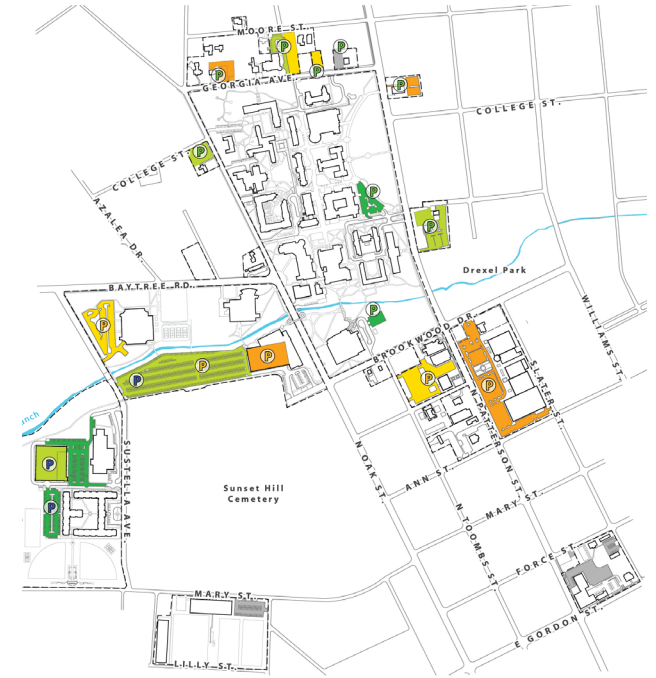 MOORE ST.
P
P
P
P
GEORGIA AVE.
P
COLLEGE ST.
COLLEGE ST.
P
AZALEA DR.
P
P
Drexel Park
BAYTREE RD.
WILLIAMS ST.
P
P
BROOKWOOD DR.
P
P
P
P
P
SLATER ST.
N PATTERSON ST.
anch
SUSTELLA AVE.
N OAK ST.
P
Sunset Hill
Cemetery
ANN ST.
P
MARY ST.
N TOOMBS ST.
FORCE ST.
MARY ST.
E GORDON ST.
LILLY ST.